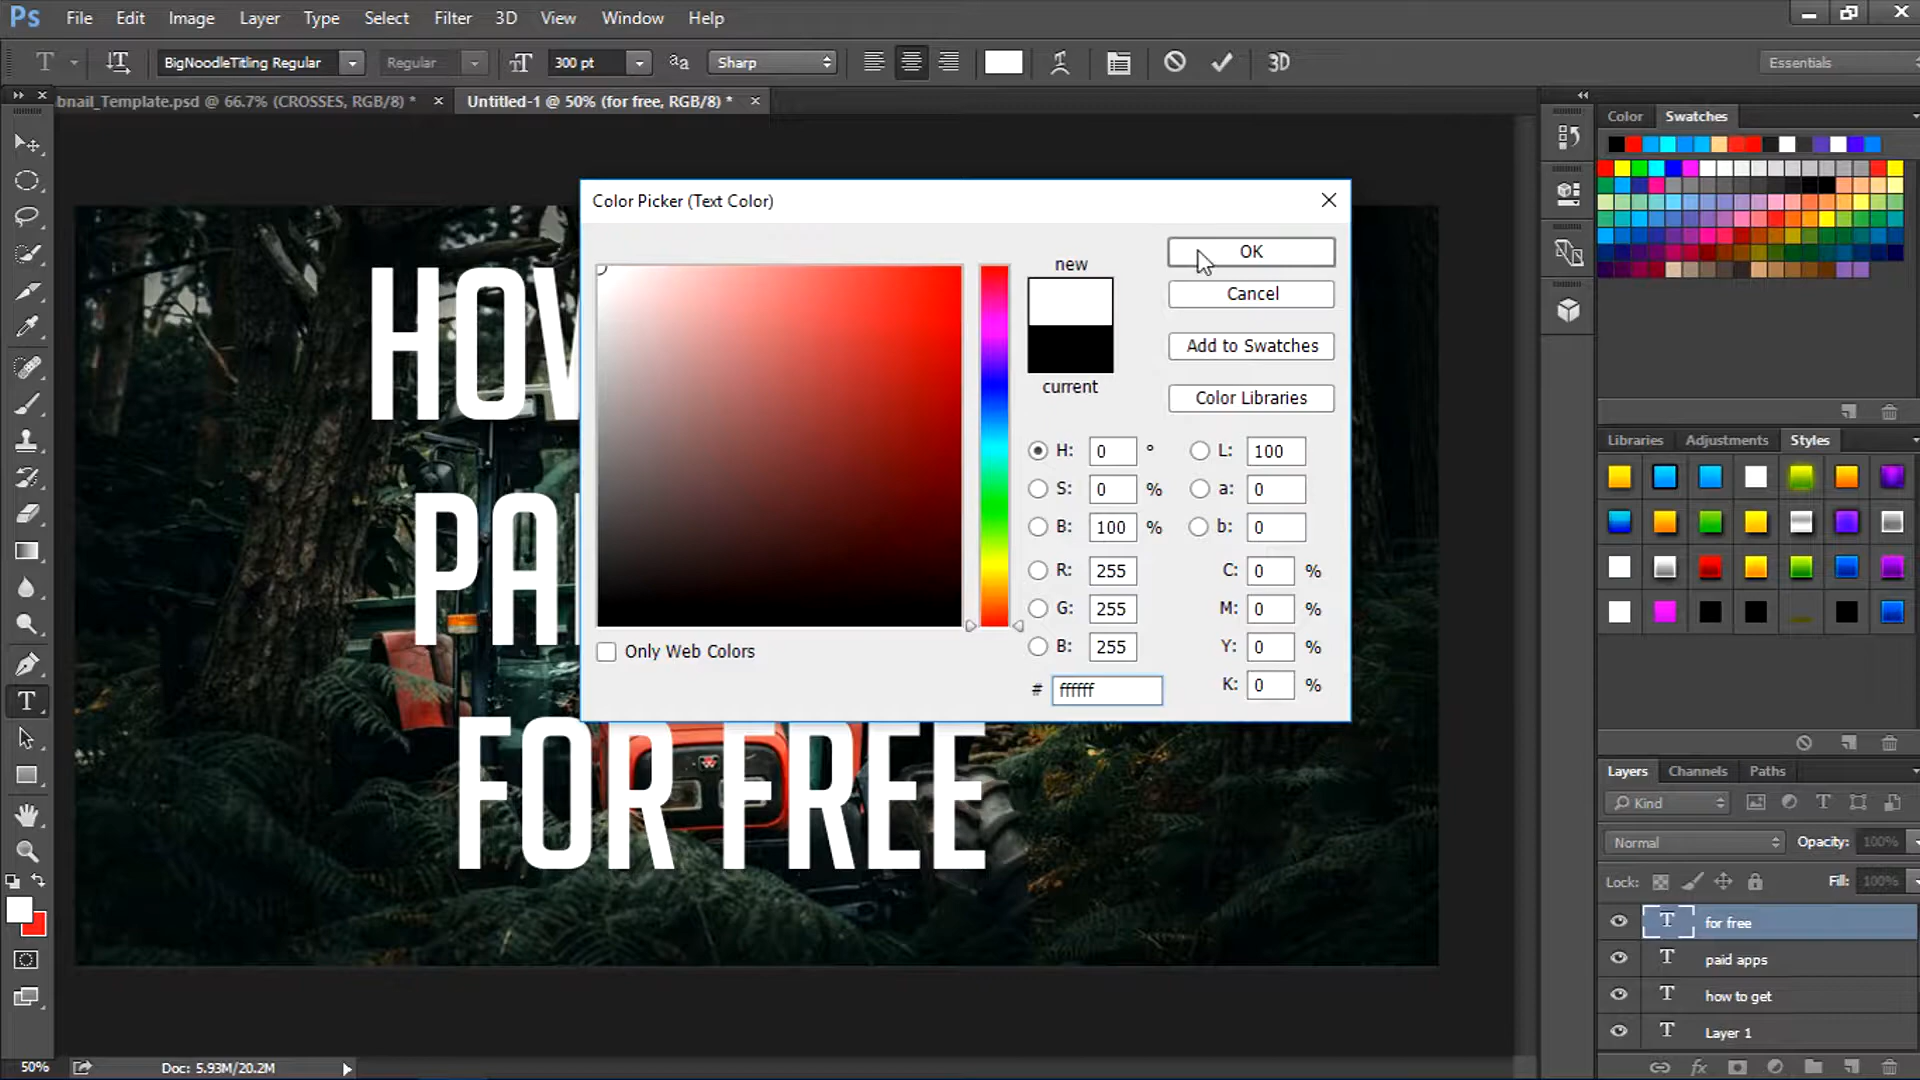 Ps File Edit Image Layer Type Select Filter 3D View Window Help
T BigNoodleTitling Regular Regular 300 pt aa Sharp 3D Essentials
bnail_Template.psd @ 66.7% (CROSSES, RGB/8) * Untitled-1 @ 50% (for free, RGB/8) *
Color Swatches
Color Picker (Text Color)
OK
new
Cancel
Add to Swatches
current
Color Libraries
H: 0 ° L: 100
S: 0 % a: 0
B: 100 % b: 0
R: 255 C: 0 %
G: 255 M: 0 %
B: 255 Y: 0 %
# ffffff K: 0 %
Only Web Colors
HOW
PA
FOR FREE
Libraries Adjustments Styles
Layers Channels Paths
Kind T
Normal Opacity: 100%
Lock: Fill: 100%
T for free
T paid apps
T how to get
T Layer 1
fx
50% Doc: 5.93M/20.2M